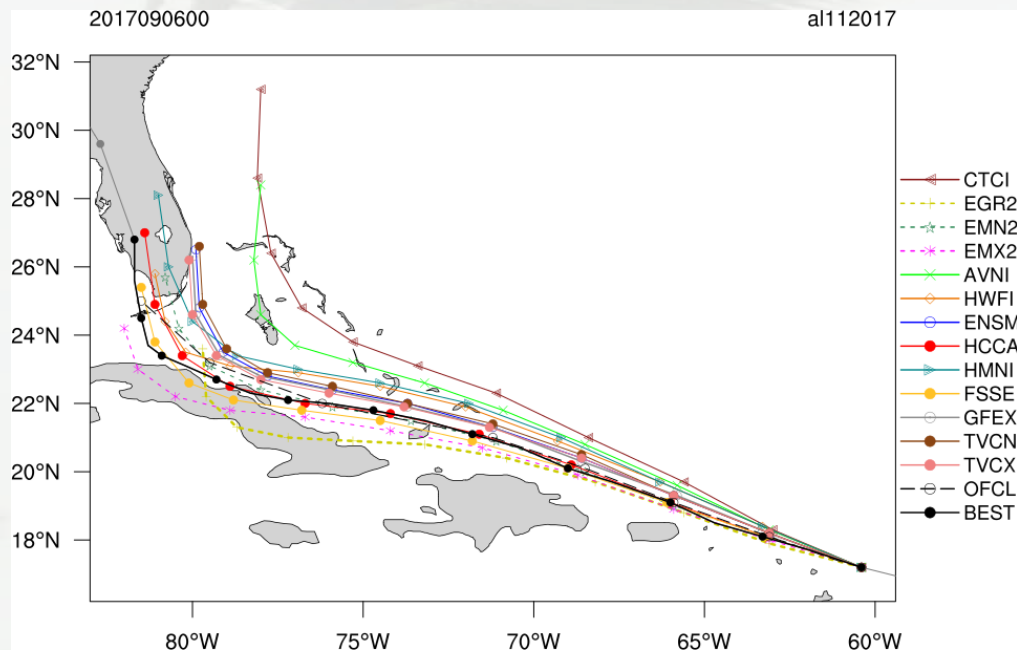 2017090600
al112017
32°N
30°N
28°N
26°N
24°N
22°N
20°N
18°N
80°W
75°W
70°W
65°W
60°W
CTCI
EGR2
EMN2
EMX2
AVNI
HWFI
ENSM
HCCA
HMNI
FSSE
GFEX
TVCN
TVCX
OFCL
BEST